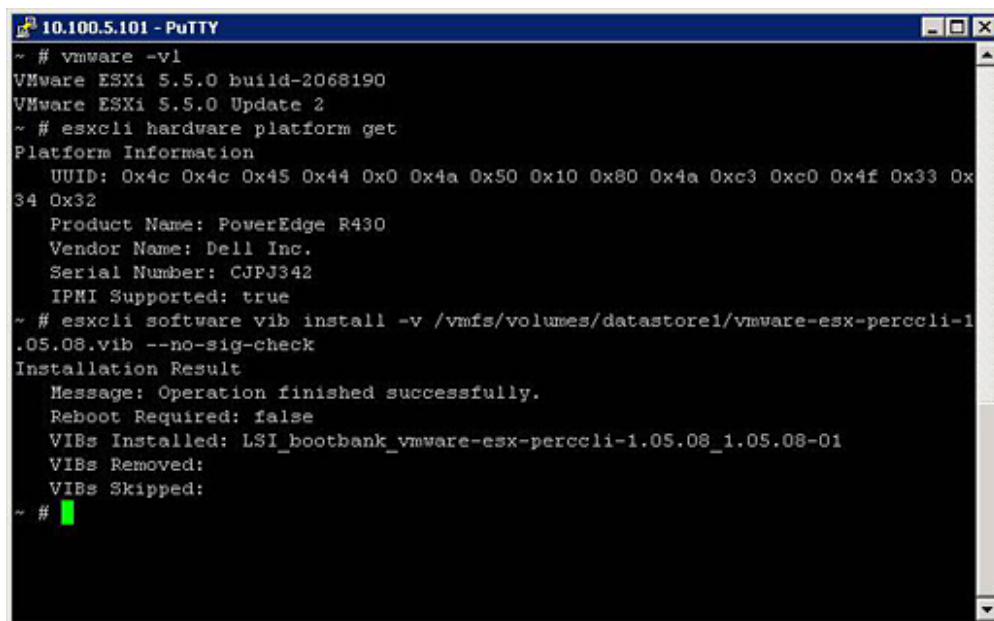 10.100.5.101 - PuTTY
~ # vmware -vl
VMware ESXi 5.5.0 build-2068190
VMware ESXi 5.5.0 Update 2
~ # esxcli hardware platform get
Platform Information
   UUID: 0x4c 0x4c 0x45 0x44 0x0 0x4a 0x50 0x10 0x80 0x4a 0xc3 0xc0 0x4f 0x33 0x
34 0x32
   Product Name: PowerEdge R430
   Vendor Name: Dell Inc.
   Serial Number: CJPJ342
   IPMI Supported: true
~ # esxcli software vib install -v /vmfs/volumes/datastore1/vmware-esx-perccli-1
.05.08.vib --no-sig-check
Installation Result
   Message: Operation finished successfully.
   Reboot Required: false
   VIBs Installed: LSI_bootbank_vmware-esx-perccli-1.05.08_1.05.08-01
   VIBs Removed:
   VIBs Skipped:
~ #